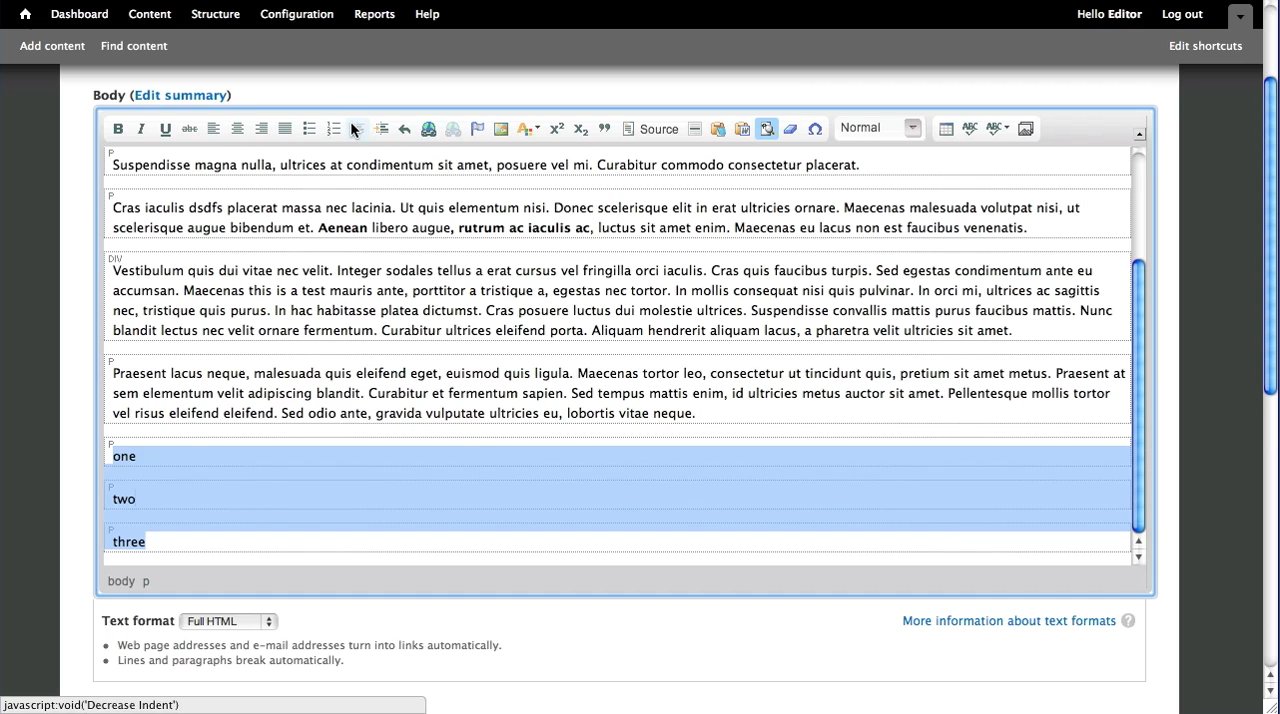 Dashboard Content Structure Configuration Reports Help Hello Editor Log out
Add content Find content Edit shortcuts
Body (Edit summary)
B I U abc Source Normal
P
Suspendisse magna nulla, ultrices at condimentum sit amet, posuere vel mi. Curabitur commodo consectetur placerat.
P
Cras iaculis dsdfs placerat massa nec lacinia. Ut quis elementum nisi. Donec scelerisque elit in erat ultricies ornare. Maecenas malesuada volutpat nisi, ut
scelerisque augue bibendum et. Aenean libero augue, rutrum ac iaculis ac, luctus sit amet enim. Maecenas eu lacus non est faucibus venenatis.
DIV
Vestibulum quis dui vitae nec velit. Integer sodales tellus a erat cursus vel fringilla orci iaculis. Cras quis faucibus turpis. Sed egestas condimentum ante eu
accumsan. Maecenas this is a test mauris ante, porttitor a tristique a, egestas nec tortor. In mollis consequat nisi quis pulvinar. In orci mi, ultrices ac sagittis
nec, tristique quis purus. In hac habitasse platea dictumst. Cras posuere luctus dui molestie ultrices. Suspendisse convallis mattis purus faucibus mattis. Nunc
blandit lectus nec velit ornare fermentum. Curabitur ultrices eleifend porta. Aliquam hendrerit aliquam lacus, a pharetra velit ultricies sit amet.
P
Praesent lacus neque, malesuada quis eleifend eget, euismod quis ligula. Maecenas tortor leo, consectetur ut tincidunt quis, pretium sit amet metus. Praesent at
sem elementum velit adipiscing blandit. Curabitur et fermentum sapien. Sed tempus mattis enim, id ultricies metus auctor sit amet. Pellentesque mollis tortor
vel risus eleifend eleifend. Sed odio ante, gravida vulputate ultricies eu, lobortis vitae neque.
P
one
P
two
P
three
body p
Text format Full HTML More information about text formats ?
Web page addresses and e-mail addresses turn into links automatically.
Lines and paragraphs break automatically.
javascript:void('Decrease Indent')